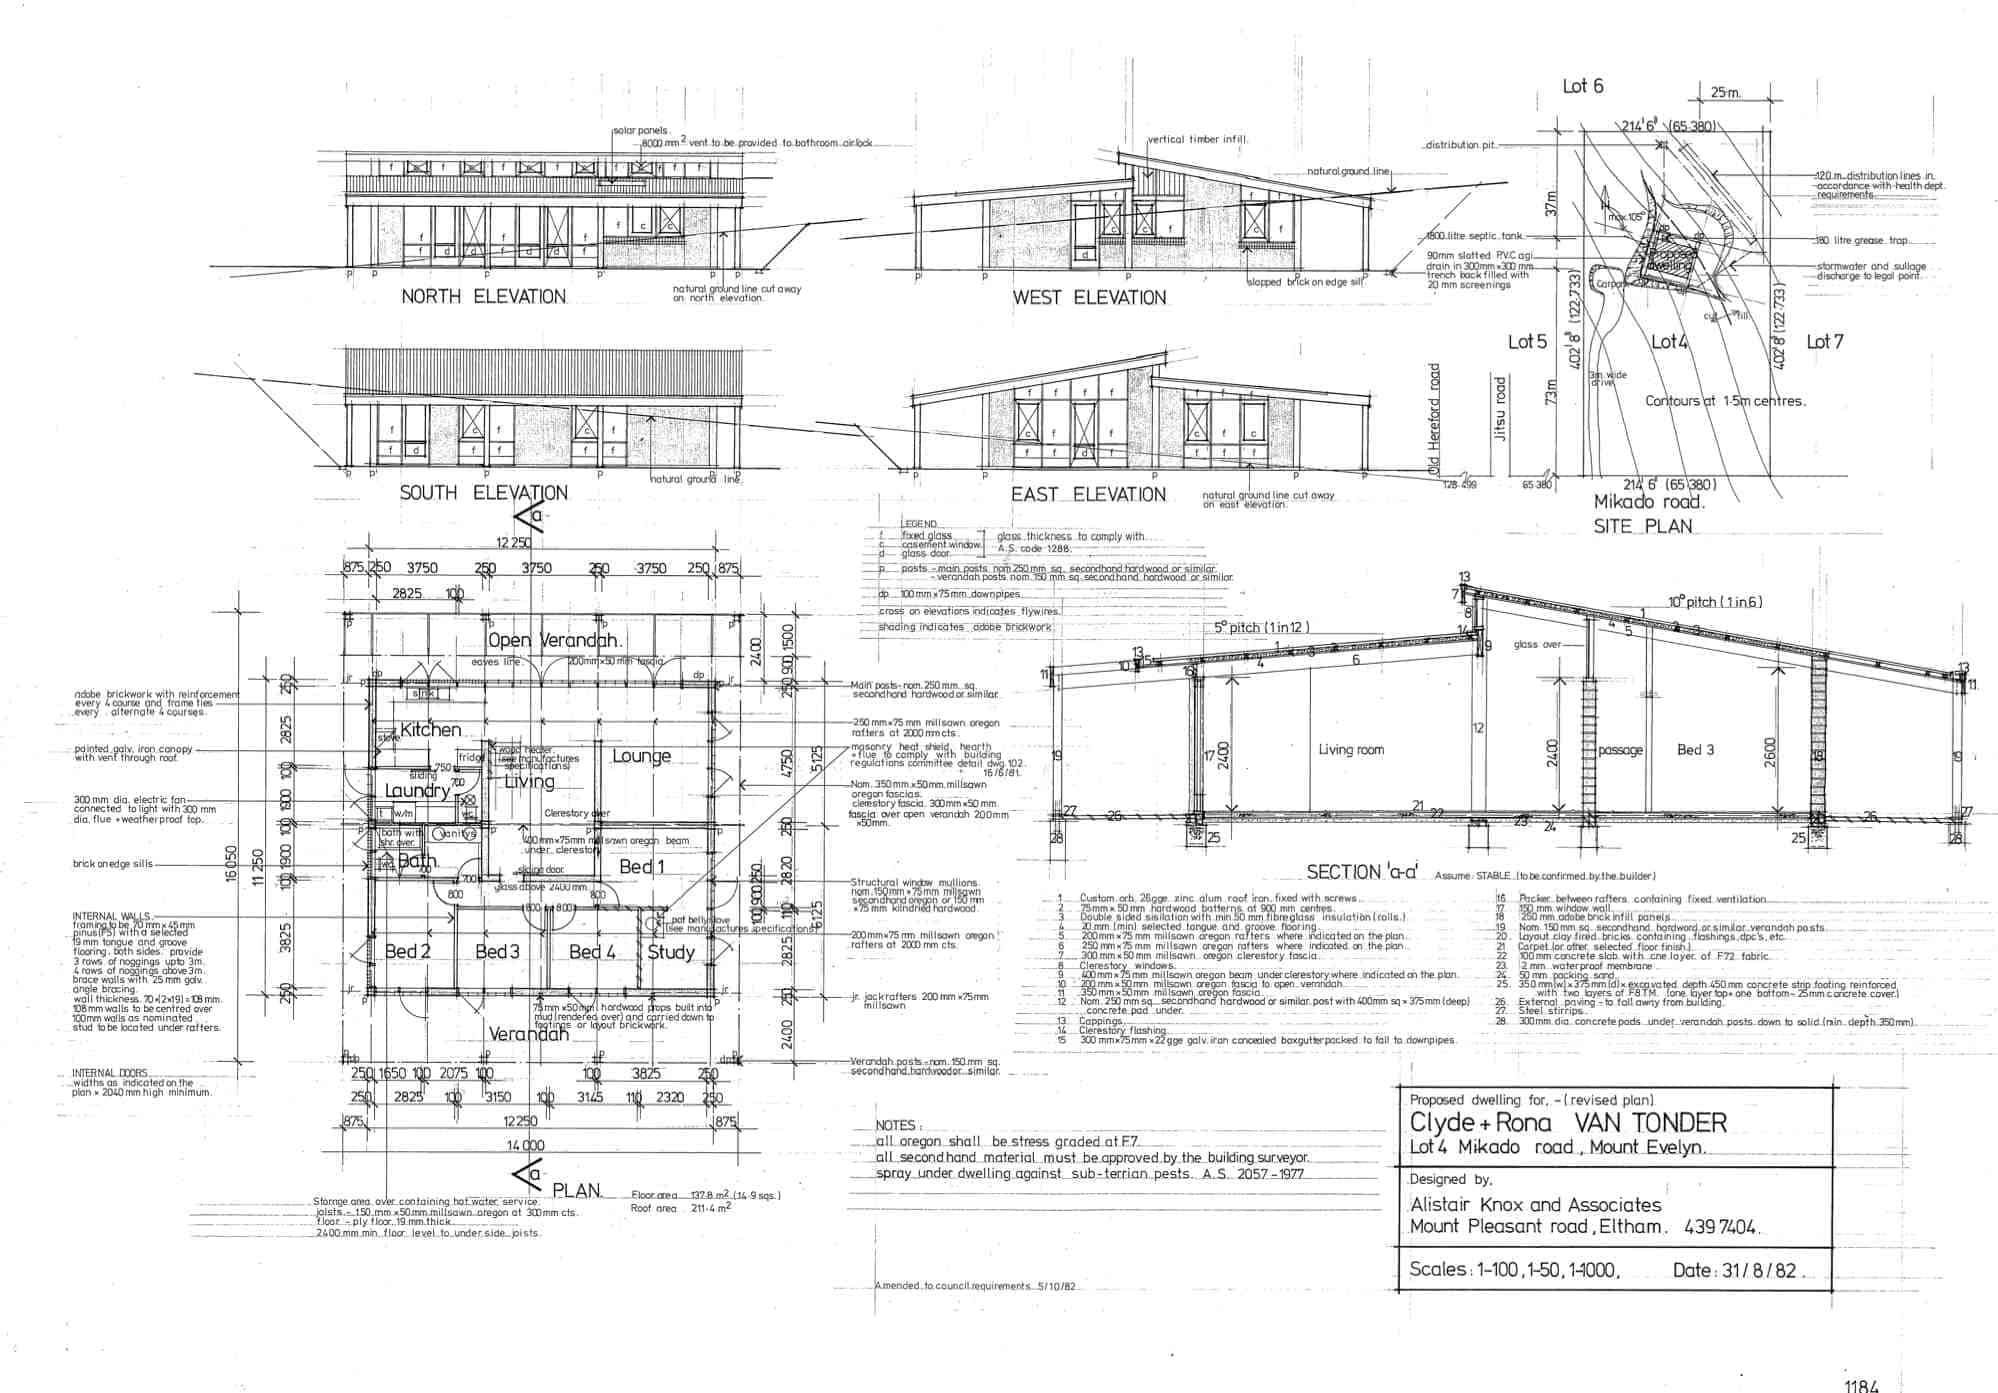 solar panels.
8000 mm² vent to be provided to bathroom airlock
natural ground line cut away
on north elevation.
NORTH ELEVATION
vertical timber infill.
natural ground line
slopped brick on edge sill.
WEST ELEVATION
natural ground line.
SOUTH ELEVATION
natural ground line cut away
on east elevation.
EAST ELEVATION
Lot 6
25m.
214'6" (65·380)
distribution pit
120 m distribution lines in
accordance with health dept.
requirements
37m
max. 105°
1800 litre septic tank
180 litre grease trap
90mm slatted P.V.C agi
drain in 300mm × 300 mm
trench back filled with
20 mm screenings
Proposed
dwelling
Carport
stormwater and sullage
discharge to legal point.
cut
fill
402'8" (122·733)
402'8" (122·733)
Lot 5
Lot 4
Lot 7
3m wide
drive
73m
Contours at 1·5m centres.
Old Hereford road
Jitsu road
128·499
65·380
214'6" (65·380)
Mikado road.
SITE PLAN
LEGEND
f fixed glass
c casement window
d glass door
glass thickness to comply with
A.S. code 1288.
p posts - main posts nom 250 mm sq. secondhand hardwood or similar
- verandah posts nom. 150 mm sq. secondhand hardwood or similar.
dp 100mm × 75mm downpipes
cross on elevations indicates flywires.
shading indicates adobe brickwork
a
12 250
875 250 3750 250 3750 250 3750 250 875
2825 100
Open Verandah.
eaves line.
200mm × 50 mm fascia
2400
900 1500
adobe brickwork with reinforcement
every 4 course and frame ties
every alternate 4 courses.
painted galv. iron canopy
with vent through roof.
300 mm dia. electric fan
connected to light with 300 mm
dia. flue + weatherproof top.
brick on edge sills
INTERNAL WALLS
framing to be 70 mm × 45 mm
pinus (F5) with a selected
19 mm tongue and groove
flooring, both sides. provide
3 rows of noggings upto 3m.
4 rows of noggings above 3m.
brace walls with 25 mm galv.
angle bracing.
wall thickness 70 + (2×19) = 108 mm.
108mm walls to be centred over
100mm walls as nominated
stud to be located under rafters.
INTERNAL DOORS
widths as indicated on the
plan × 2040 mm high minimum.
16 050
11 250
250 2825 100 1900 100 1900 100 3825 250
sink
Kitchen
stove
fridge
wood heater
(see manufactures
specifications)
Living
Lounge
sliding
750
700
Laundry
t
w/m
wc
Clerestory over
bath with
shr. over.
vanitys
Bath
wc
700
400 mm × 75mm millsawn oregon beam
under clerestory
Bed 1
sliding door
glass above 2400 mm
800
800
800
pot belly stove
(see manufactures specifications)
Bed 2
Bed 3
Bed 4
Study
75mm × 50mm hardwood props built into
mud (rendered over) and carried down to
footings or layout brickwork.
Verandah
250 4750 250 2820 110 2825 250 2400
5125
6125
100 900 250
Main posts - nom. 250 mm sq.
secondhand hardwood or similar.
250 mm × 75 mm millsawn oregon
rafters at 2000 mm cts.
masonry heat shield, hearth
+ flue to comply with building
regulations committee detail dwg. 102.
16/6/81.
Nom. 350 mm × 50 mm. millsawn
oregon fascias.
clerestory fascia 300mm × 50 mm.
fascia over open verandah 200mm
×50mm.
Structural window mullions
nom. 150mm × 75 mm millsawn
secondhand oregon or 150 mm
× 75 mm kilndried hardwood.
200 mm × 75 mm millsawn oregon
rafters at 2000 mm cts.
jr. jackrafters 200 mm × 75mm
millsawn
Verandah posts - nom. 150 mm sq.
secondhand hardwood or similar.
250 1650 100 2075 100 100 3825 250
250 2825 100 3150 100 3145 110 2320 250
875 12 250 875
14 000
a
PLAN.
Floor area 137.8 m² (14·9 sqs.)
Roof area 211·4 m²
Storage area over containing hot water service.
joists - 150 mm × 50 mm millsawn oregon at 300 mm cts.
floor - ply floor, 19 mm thick
2400 mm min floor level to under side joists.
5° pitch (1 in 12)
10° pitch (1 in 6)
glass over
Living room
passage
Bed 3
2400
2400
2600
SECTION 'a-a'
Assume: STABLE (to be confirmed by the builder)
1 Custom orb, 26gge. zinc alum roof iron, fixed with screws.
2 75mm × 50 mm hardwood battens at 900 mm centres.
3 Double sided sisilation with min. 50 mm fibreglass insulation (rolls.)
4 20 mm (min) selected tongue and groove flooring
5 200 mm × 75 mm millsawn oregon rafters where indicated on the plan.
6 250 mm × 75 mm millsawn oregon rafters where indicated on the plan.
7 300 mm × 50 mm millsawn oregon clerestory fascia.
8 Clerestory windows.
9 400 mm × 75 mm millsawn oregon beam under clerestory where indicated on the plan.
10 200 mm × 50 mm millsawn oregon fascia to open verandah.
11 350 mm × 50 mm millsawn oregon fascia
12 Nom. 250 mm sq. secondhand hardwood or similar post with 400mm sq × 375mm (deep)
concrete pad under.
13 Cappings
14 Clerestory flashing
15 300 mm × 75 mm × 22 gge galv. iron concealed boxgutter packed to fall to downpipes.
16 Packer between rafters containing fixed ventilation
17 150 mm window wall
18 250 mm adobe brick infill panels
19 Nom. 150 mm sq. secondhand hardword or similar verandah posts
20 Layout clay fired bricks containing flashings, dpc's, etc.
21 Carpet (or other selected floor finish)
22 100 mm concrete slab with one layer of F72 fabric.
23. ·2 mm waterproof membrane
24. 50 mm packing sand
25. 350 mm (w) × 375 mm (d) × excavated depth 450 mm concrete strip footing reinforced
with two layers of F8 T.M. (one layer top + one bottom - 25mm concrete cover)
26. External paving - to fall away from building.
27. Steel stirrips
28. 300mm. dia. concrete pads under verandah posts down to solid (min. depth 350mm)
NOTES:
all oregon shall be stress graded at F7.
all secondhand material must be approved by the building surveyor.
spray under dwelling against sub-terrian pests. A.S. 2057-1977
Amended to council requirements 5/10/82
Proposed dwelling for, - (revised plan)
Clyde + Rona VAN TONDER
Lot 4 Mikado road, Mount Evelyn.
Designed by,
Alistair Knox and Associates
Mount Pleasant road, Eltham. 439 7404.
Scales: 1-100, 1-50, 1-1000, Date: 31/8/82.
1184